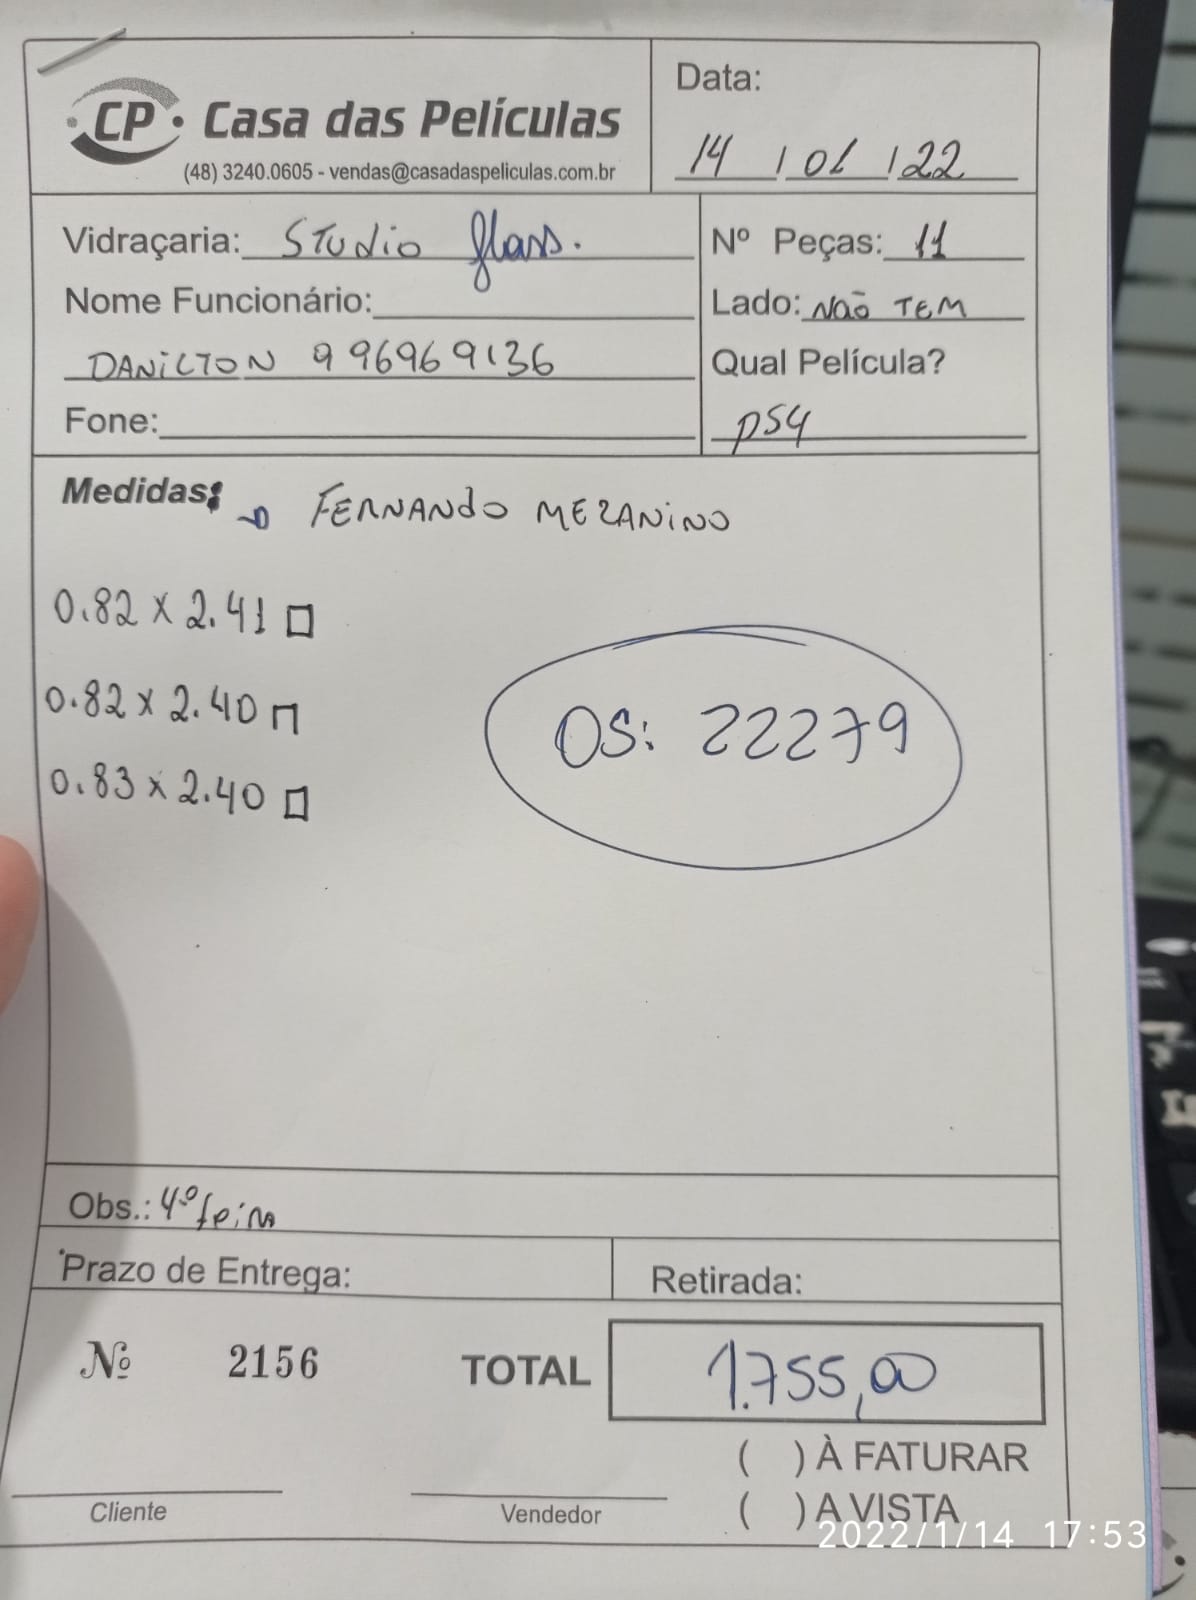 CP Casa das Películas
(48) 3240.0605 - vendas@casadaspeliculas.com.br
Data:
14 / 01 / 22
Vidraçaria: STUDIO glass.
Nº Peças: 11
Nome Funcionário:
Lado: NÃO TEM
DANILTON 996969136
Qual Película?
PS4
Fone:
Medidas: FERNANDO MEZANINO
0.82 x 2.41
0.82 x 2.40
0.83 x 2.40
OS: 22279
Obs.: 4º feira
Prazo de Entrega:
Retirada:
Nº 2156
TOTAL 1.755,00
( ) À FATURAR
( ) A VISTA
Cliente
Vendedor
2022/1/14 17:53